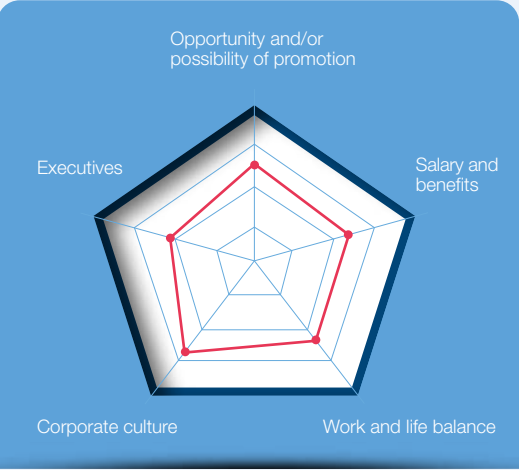 Opportunity and/or
possibility of promotion
Executives
Salary and
benefits
Corporate culture
Work and life balance